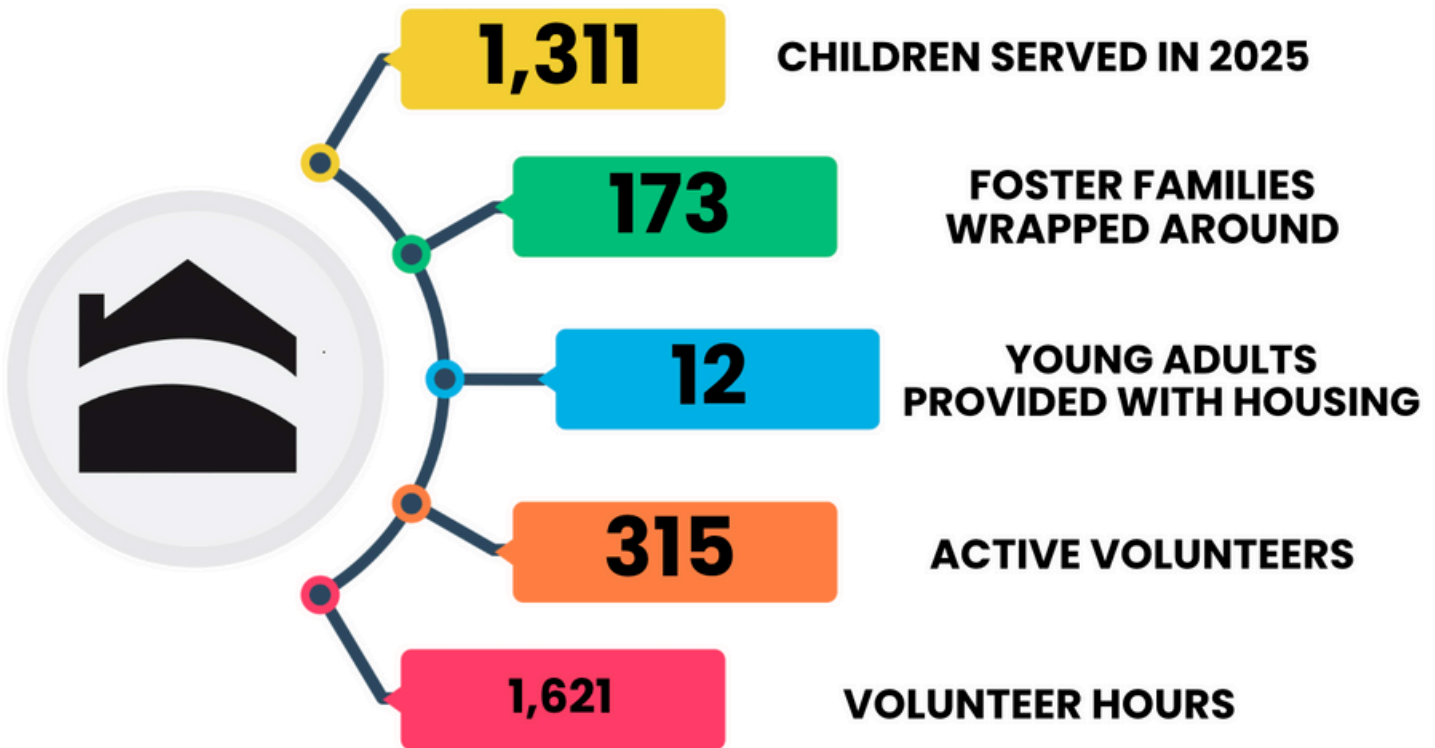 1,311
CHILDREN SERVED IN 2025
173
FOSTER FAMILIES
WRAPPED AROUND
12
YOUNG ADULTS
PROVIDED WITH HOUSING
315
ACTIVE VOLUNTEERS
1,621
VOLUNTEER HOURS